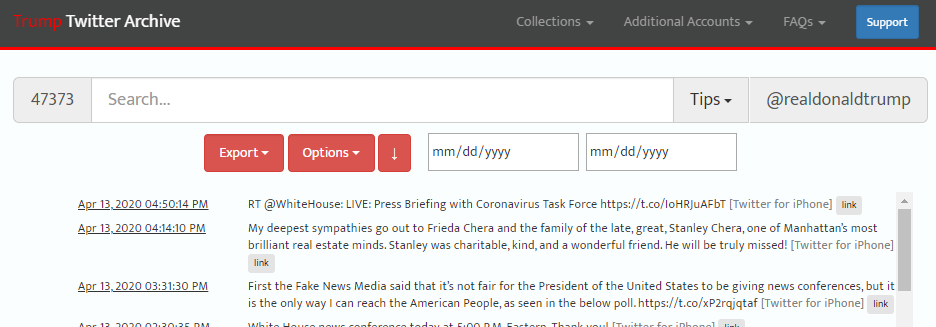 Trump Twitter Archive
Collections
Additional Accounts
FAQs
Support
47373
Search...
Tips
@realdonaldtrump
Export
Options
↓
mm/dd/yyyy
mm/dd/yyyy
Apr 13, 2020 04:50:14 PM
RT @WhiteHouse: LIVE: Press Briefing with Coronavirus Task Force https://t.co/IoHRJuAFbT [Twitter for iPhone] link
Apr 13, 2020 04:14:10 PM
My deepest sympathies go out to Frieda Chera and the family of the late, great, Stanley Chera, one of Manhattan's most
brilliant real estate minds. Stanley was charitable, kind, and a wonderful friend. He will be truly missed! [Twitter for iPhone]
link
Apr 13, 2020 03:31:30 PM
First the Fake News Media said that it's not fair for the President of the United States to be giving news conferences, but it
is the only way I can reach the American People, as seen in the below poll. https://t.co/xP2rqjqtaf [Twitter for iPhone] link
Apr 13, 2020 02:30:35 PM
White House news conference today at 5:00 P.M. Eastern. Thank you! [Twitter for iPhone] link